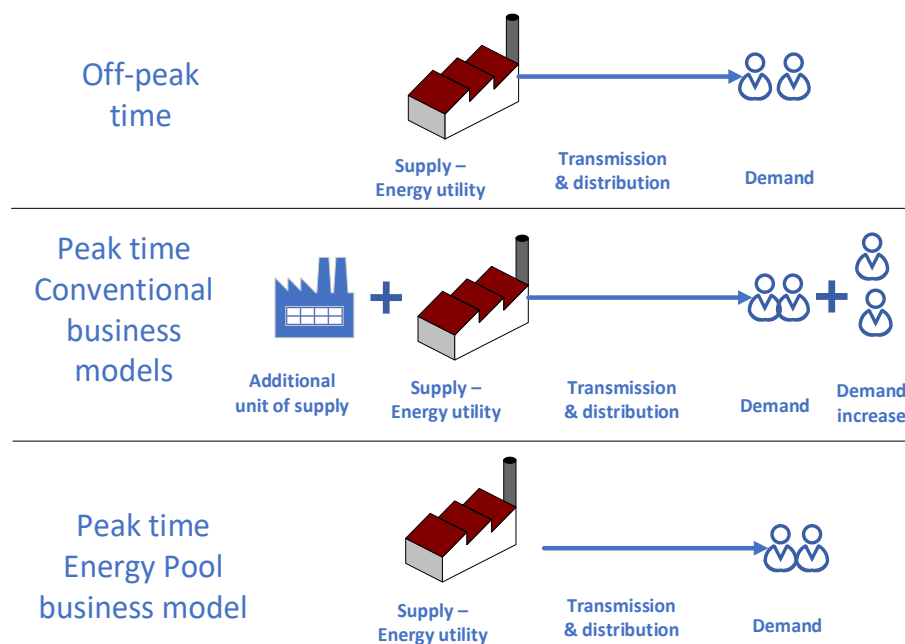 Off-peak
time
Supply –
Energy utility
Transmission
& distribution
Demand
Peak time
Conventional
business
models
Additional
unit of supply
Supply –
Energy utility
Transmission
& distribution
Demand
Demand
increase
Peak time
Energy Pool
business model
Supply –
Energy utility
Transmission
& distribution
Demand